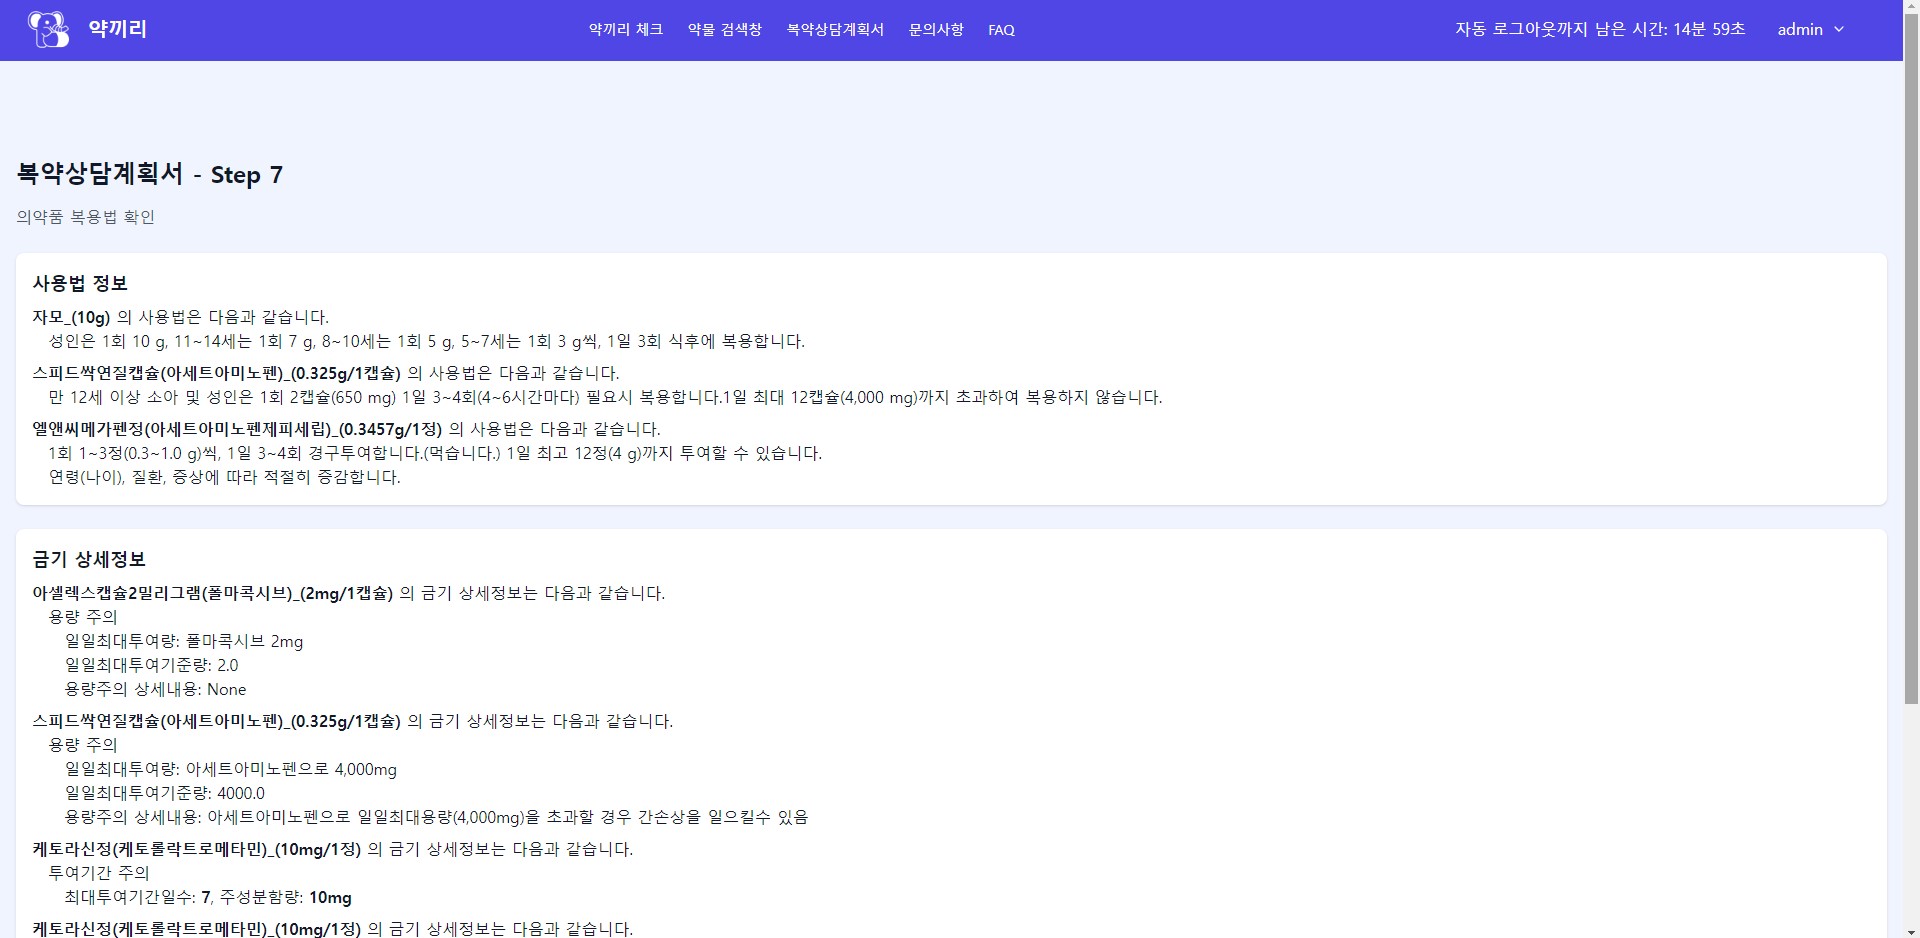 약끼리
약끼리 체크 약물 검색창 복약상담계획서 문의사항 FAQ
자동 로그아웃까지 남은 시간: 14분 59초 admin
복약상담계획서 - Step 7
의약품 복용법 확인
사용법 정보
자모_(10g) 의 사용법은 다음과 같습니다.
성인은 1회 10 g, 11~14세는 1회 7 g, 8~10세는 1회 5 g, 5~7세는 1회 3 g씩, 1일 3회 식후에 복용합니다.
스피드싹연질캡슐(아세트아미노펜)_(0.325g/1캡슐) 의 사용법은 다음과 같습니다.
만 12세 이상 소아 및 성인은 1회 2캡슐(650 mg) 1일 3~4회(4~6시간마다) 필요시 복용합니다.1일 최대 12캡슐(4,000 mg)까지 초과하여 복용하지 않습니다.
엘앤씨메가펜정(아세트아미노펜제피세립)_(0.3457g/1정) 의 사용법은 다음과 같습니다.
1회 1~3정(0.3~1.0 g)씩, 1일 3~4회 경구투여합니다.(먹습니다.) 1일 최고 12정(4 g)까지 투여할 수 있습니다.
연령(나이), 질환, 증상에 따라 적절히 증감합니다.
금기 상세정보
아셀렉스캡슐2밀리그램(폴마콕시브)_(2mg/1캡슐) 의 금기 상세정보는 다음과 같습니다.
용량 주의
일일최대투여량: 폴마콕시브 2mg
일일최대투여기준량: 2.0
용량주의 상세내용: None
스피드싹연질캡슐(아세트아미노펜)_(0.325g/1캡슐) 의 금기 상세정보는 다음과 같습니다.
용량 주의
일일최대투여량: 아세트아미노펜으로 4,000mg
일일최대투여기준량: 4000.0
용량주의 상세내용: 아세트아미노펜으로 일일최대용량(4,000mg)을 초과할 경우 간손상을 일으킬수 있음
케토라신정(케토롤락트로메타민)_(10mg/1정) 의 금기 상세정보는 다음과 같습니다.
투여기간 주의
최대투여기간일수: 7, 주성분함량: 10mg
케토라신정(케토롤락트로메타민)_(10mg/1정) 의 금기 상세정보는 다음과 같습니다.